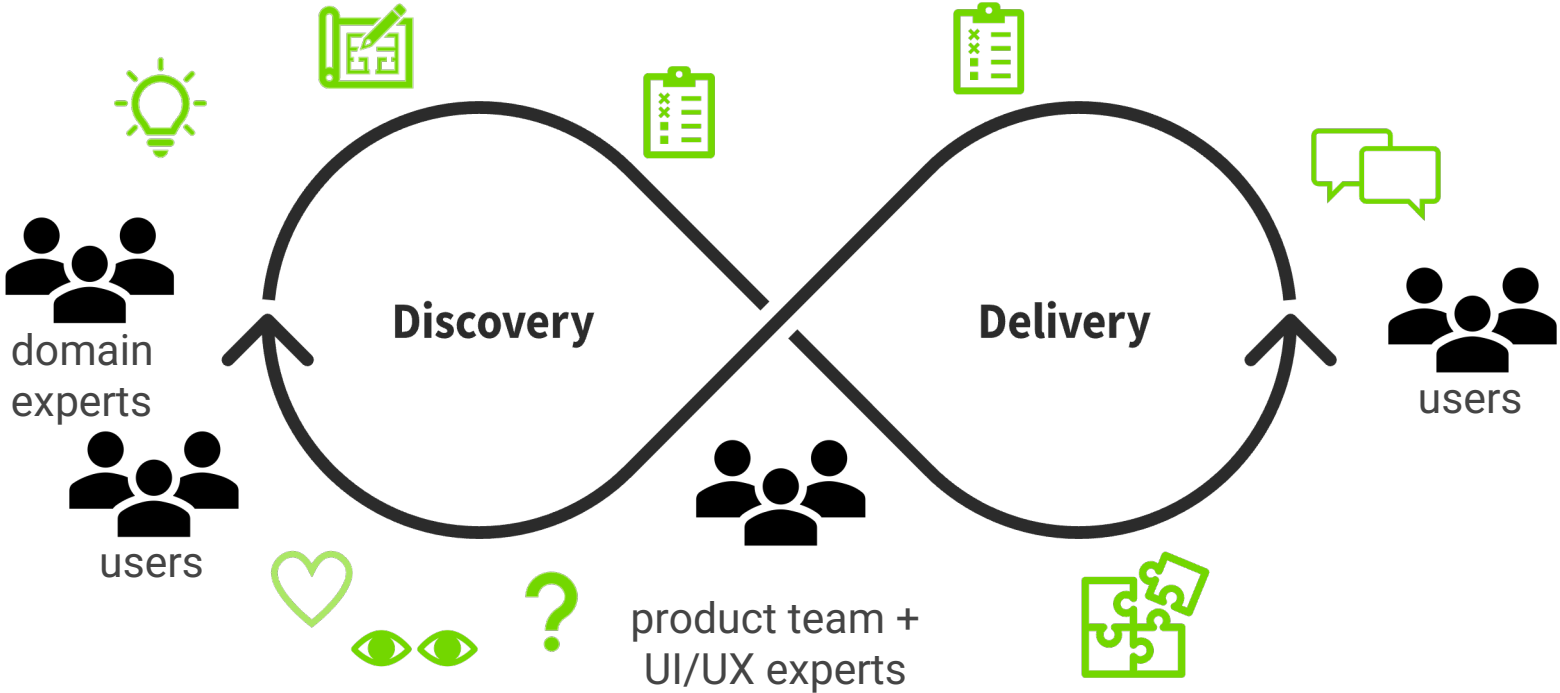 Discovery
Delivery
domain
experts
users
users
product team +
UI/UX experts